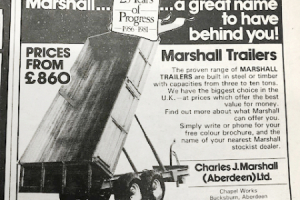 Marshall.......a great name
25 Years of
Progress
1956 1981
to have
behind you!
PRICES
FROM
£860
Marshall Trailers
The proven range of MARSHALL
TRAILERS are built in steel or timber
with capacities from three to ten tons.
We have the biggest choice in the
U.K.—at prices which offer the best
value for money.
Find out more about what Marshall
can offer you.
Simply write or phone for your
free colour brochure, and the
name of your nearest Marshall
stockist dealer.
Charles J. Marshall
(Aberdeen) Ltd.
Chapel Works
Bucksburn, Aberdeen